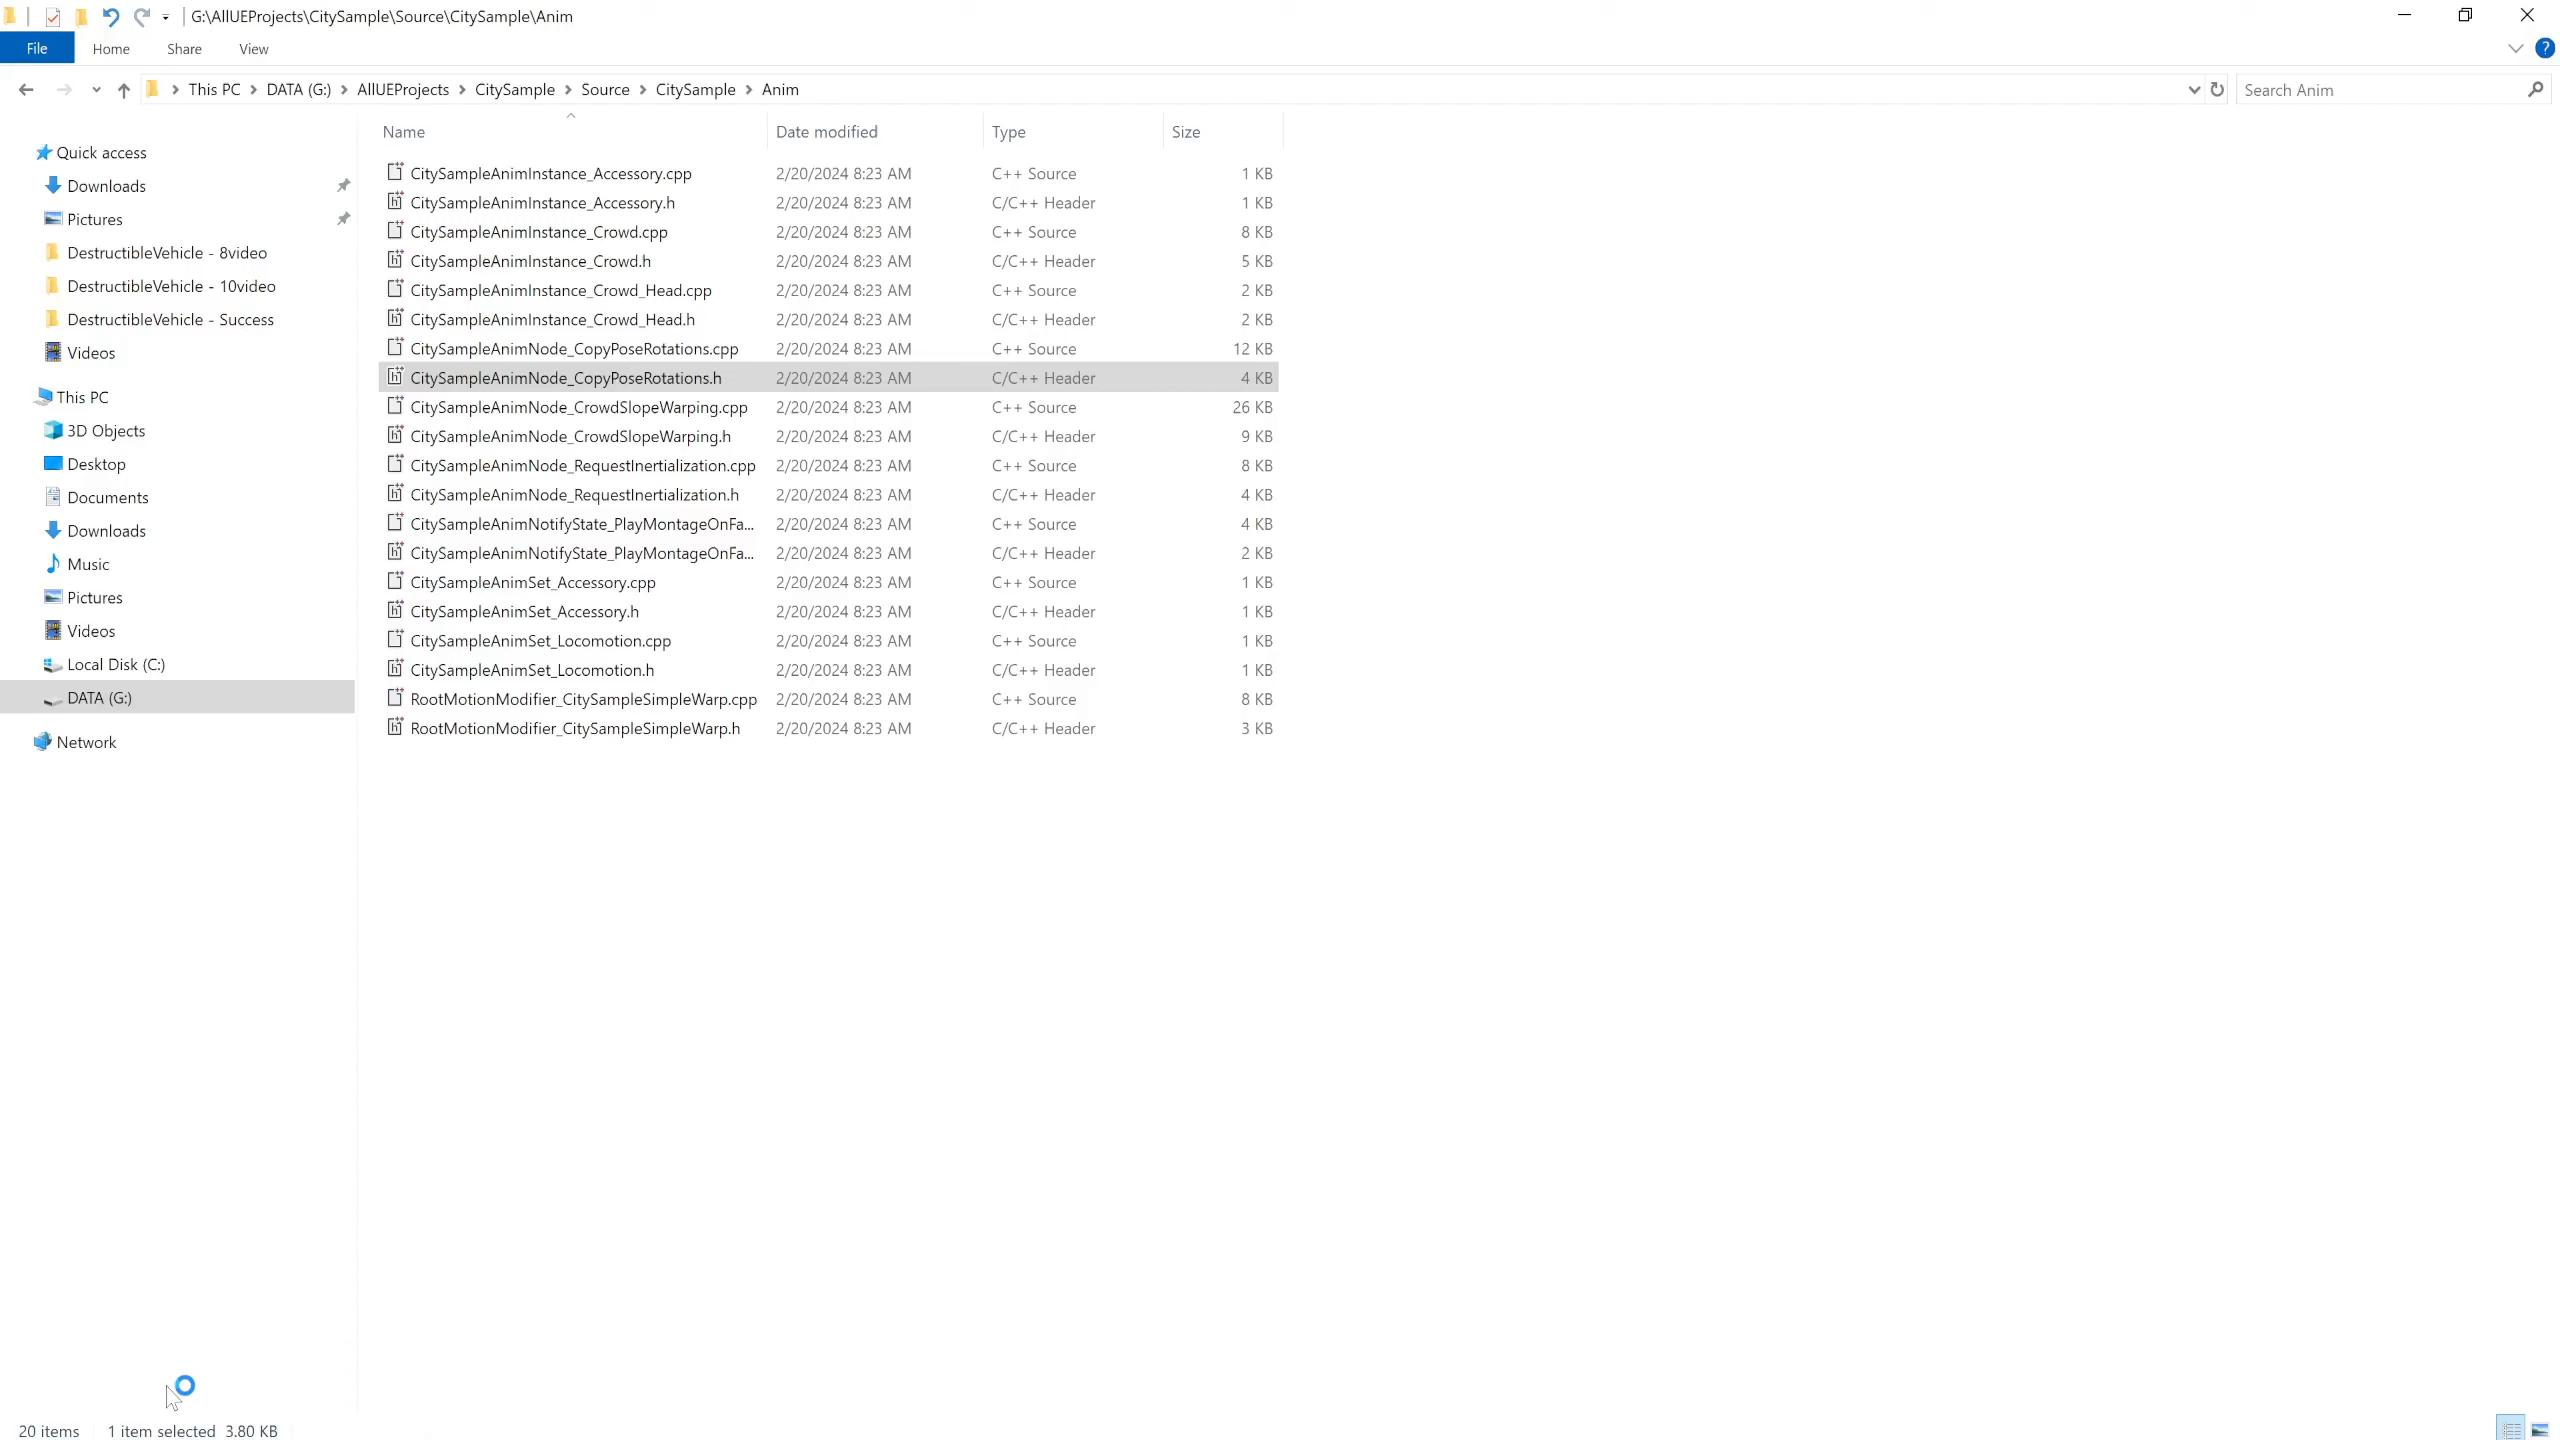 G:\AllUEProjects\CitySample\Source\CitySample\Anim
File Home Share View
This PC DATA (G:) AllUEProjects CitySample Source CitySample Anim
Search Anim
Name Date modified Type Size
Quick access
Downloads
Pictures
DestructibleVehicle - 8video
DestructibleVehicle - 10video
DestructibleVehicle - Success
Videos
This PC
3D Objects
Desktop
Documents
Downloads
Music
Pictures
Videos
Local Disk (C:)
DATA (G:)
Network
CitySampleAnimInstance_Accessory.cpp 2/20/2024 8:23 AM C++ Source 1 KB
CitySampleAnimInstance_Accessory.h 2/20/2024 8:23 AM C/C++ Header 1 KB
CitySampleAnimInstance_Crowd.cpp 2/20/2024 8:23 AM C++ Source 8 KB
CitySampleAnimInstance_Crowd.h 2/20/2024 8:23 AM C/C++ Header 5 KB
CitySampleAnimInstance_Crowd_Head.cpp 2/20/2024 8:23 AM C++ Source 2 KB
CitySampleAnimInstance_Crowd_Head.h 2/20/2024 8:23 AM C/C++ Header 2 KB
CitySampleAnimNode_CopyPoseRotations.cpp 2/20/2024 8:23 AM C++ Source 12 KB
CitySampleAnimNode_CopyPoseRotations.h 2/20/2024 8:23 AM C/C++ Header 4 KB
CitySampleAnimNode_CrowdSlopeWarping.cpp 2/20/2024 8:23 AM C++ Source 26 KB
CitySampleAnimNode_CrowdSlopeWarping.h 2/20/2024 8:23 AM C/C++ Header 9 KB
CitySampleAnimNode_RequestInertialization.cpp 2/20/2024 8:23 AM C++ Source 8 KB
CitySampleAnimNode_RequestInertialization.h 2/20/2024 8:23 AM C/C++ Header 4 KB
CitySampleAnimNotifyState_PlayMontageOnFa... 2/20/2024 8:23 AM C++ Source 4 KB
CitySampleAnimNotifyState_PlayMontageOnFa... 2/20/2024 8:23 AM C/C++ Header 2 KB
CitySampleAnimSet_Accessory.cpp 2/20/2024 8:23 AM C++ Source 1 KB
CitySampleAnimSet_Accessory.h 2/20/2024 8:23 AM C/C++ Header 1 KB
CitySampleAnimSet_Locomotion.cpp 2/20/2024 8:23 AM C++ Source 1 KB
CitySampleAnimSet_Locomotion.h 2/20/2024 8:23 AM C/C++ Header 1 KB
RootMotionModifier_CitySampleSimpleWarp.cpp 2/20/2024 8:23 AM C++ Source 8 KB
RootMotionModifier_CitySampleSimpleWarp.h 2/20/2024 8:23 AM C/C++ Header 3 KB
20 items 1 item selected 3.80 KB